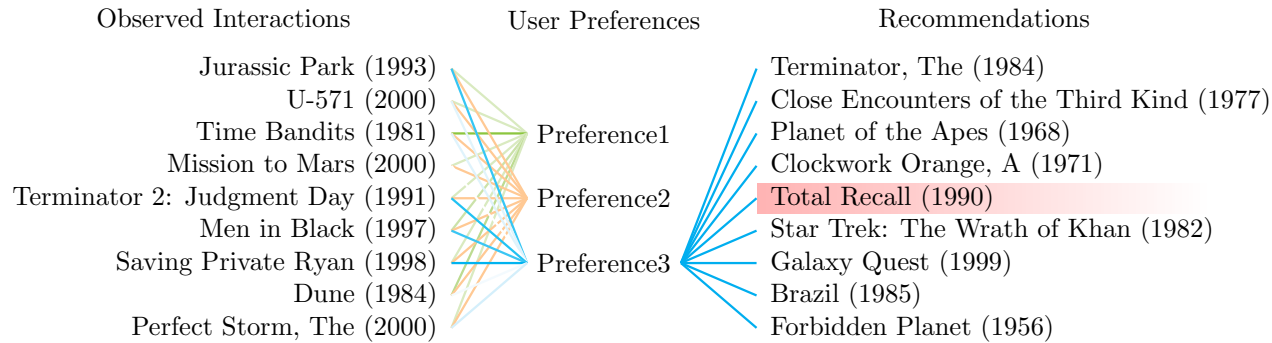 Observed Interactions
User Preferences
Recommendations
Jurassic Park (1993)
U-571 (2000)
Time Bandits (1981)
Mission to Mars (2000)
Terminator 2: Judgment Day (1991)
Men in Black (1997)
Saving Private Ryan (1998)
Dune (1984)
Perfect Storm, The (2000)
Preference1
Preference2
Preference3
Terminator, The (1984)
Close Encounters of the Third Kind (1977)
Planet of the Apes (1968)
Clockwork Orange, A (1971)
Total Recall (1990)
Star Trek: The Wrath of Khan (1982)
Galaxy Quest (1999)
Brazil (1985)
Forbidden Planet (1956)